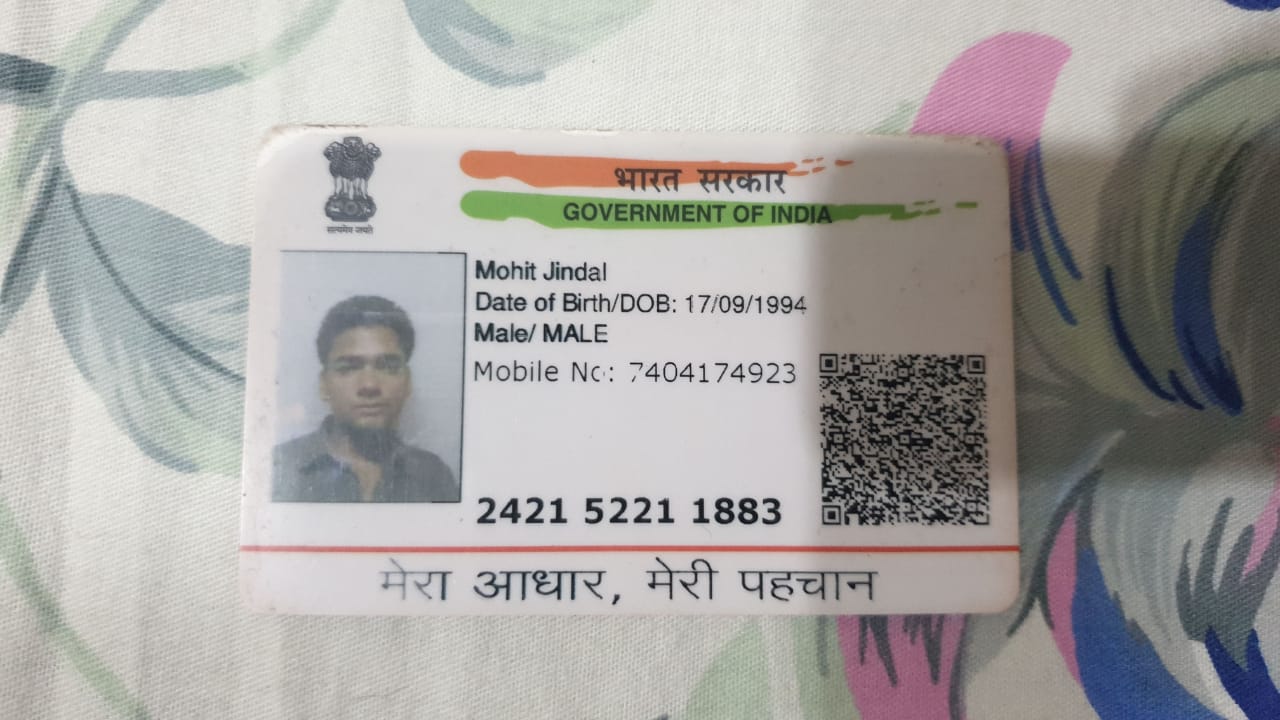 भारत सरकार
GOVERNMENT OF INDIA
सत्यमेव जयते
Mohit Jindal
Date of Birth/DOB: 17/09/1994
Male/ MALE
Mobile No: 7404174923
2421 5221 1883
मेरा आधार, मेरी पहचान